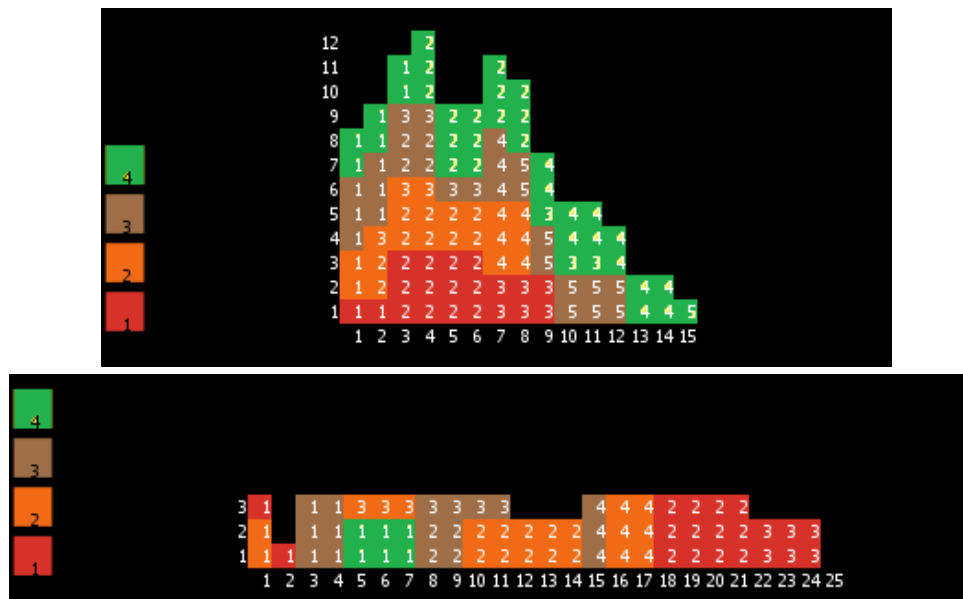 12 2
11 1 2 2
10 1 2 2 2
9 1 3 3 2 2 2 2
8 1 1 2 2 2 2 4 2
7 1 1 2 2 2 2 4 5 4
6 1 1 3 3 3 3 4 5 4
5 1 1 2 2 2 2 4 4 3 4 4
4 1 3 2 2 2 2 4 4 5 4 4 4
3 1 2 2 2 2 2 4 4 5 3 3 4
2 1 2 2 2 2 2 3 3 3 5 5 5 4 4
1 1 1 2 2 2 2 3 3 3 5 5 5 4 4 5
1 2 3 4 5 6 7 8 9 10 11 12 13 14 15
4
3
2
1
4
3
2
1
3 1 1 1 3 3 3 3 3 3 3 4 4 4 2 2 2 2
2 1 1 1 1 1 1 2 2 2 2 2 2 2 4 4 4 2 2 2 2 3 3 3
1 1 1 1 1 1 1 1 2 2 2 2 2 2 2 4 4 4 2 2 2 2 3 3 3
1 2 3 4 5 6 7 8 9 10 11 12 13 14 15 16 17 18 19 20 21 22 23 24 25